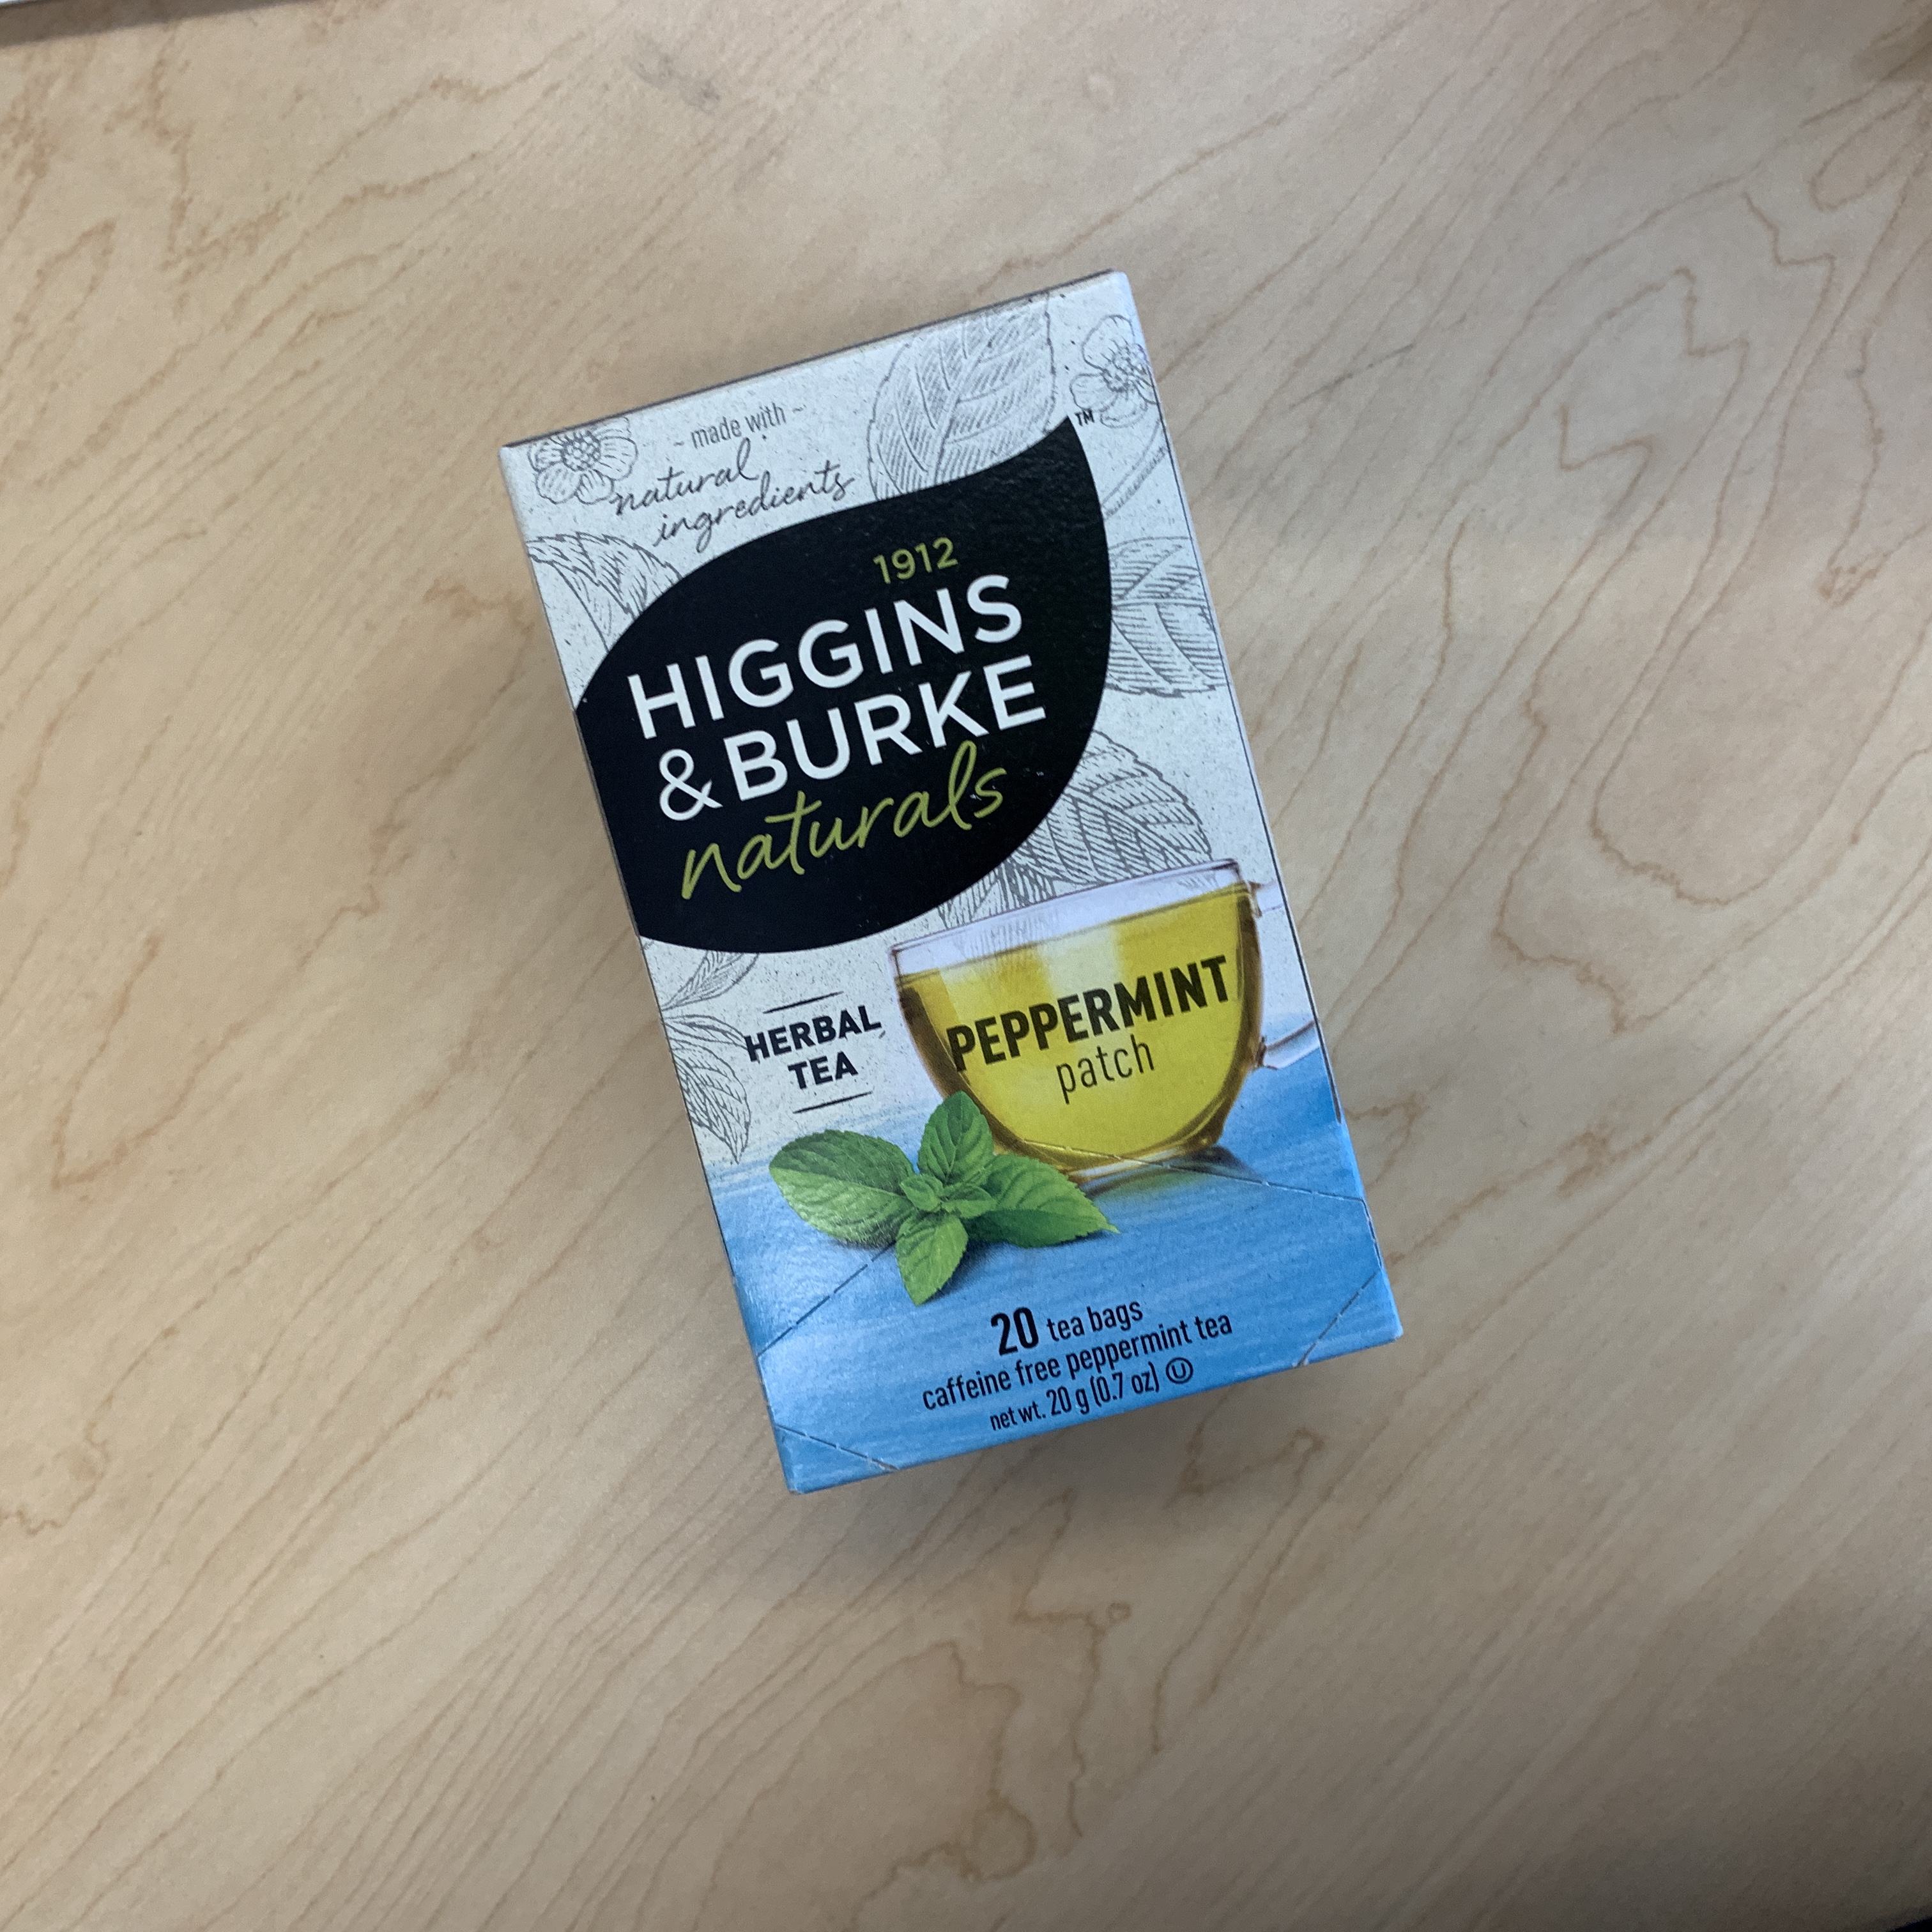 ~ made with ~
natural
ingredients
1912
HIGGINS
& BURKE
naturals
TM
HERBAL
TEA
PEPPERMINT
patch
20 tea bags
caffeine free peppermint tea
net wt. 20 g (0.7 oz) U